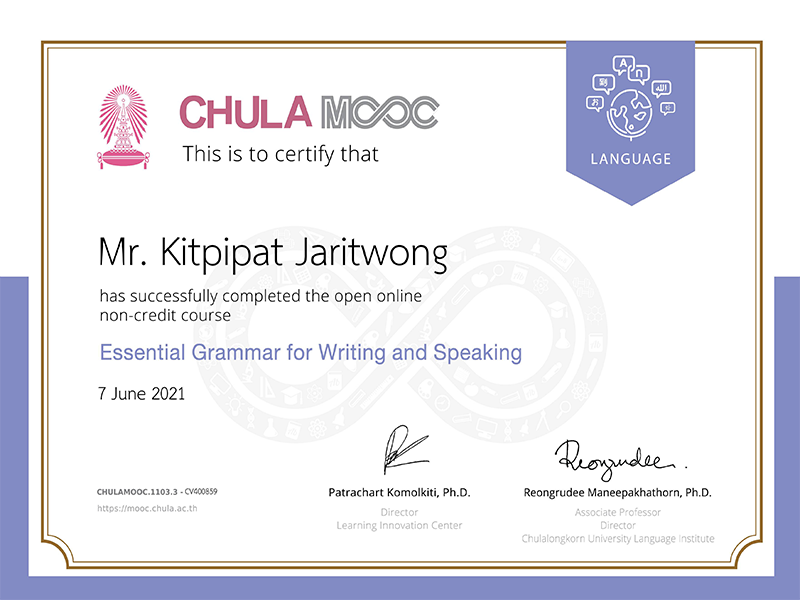 CHULA MOOC
This is to certify that
LANGUAGE
Mr. Kitpipat Jaritwong
has successfully completed the open online
non-credit course
Essential Grammar for Writing and Speaking
7 June 2021
Reongrudee .
CHULAMOOC.1103.3 - CV400859
https://mooc.chula.ac.th
Patrachart Komolkiti, Ph.D.
Director
Learning Innovation Center
Reongrudee Maneepakhathorn, Ph.D.
Associate Professor
Director
Chulalongkorn University Language Institute